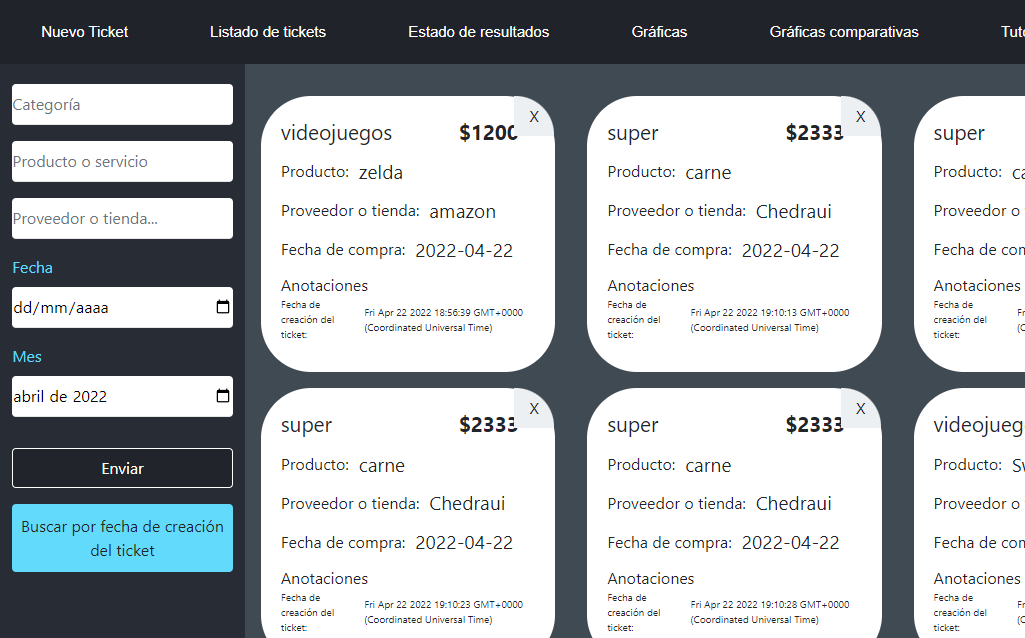 Nuevo Ticket
Listado de tickets
Estado de resultados
Gráficas
Gráficas comparativas
Categoría
Producto o servicio
Proveedor o tienda...
Fecha
dd/mm/aaaa
Mes
abril de 2022
Enviar
Buscar por fecha de creación
del ticket
X
videojuegos $1200
Producto: zelda
Proveedor o tienda: amazon
Fecha de compra: 2022-04-22
Anotaciones
Fecha de
creación del
ticket:
Fri Apr 22 2022 18:56:39 GMT+0000
(Coordinated Universal Time)
X
super $2333
Producto: carne
Proveedor o tienda: Chedraui
Fecha de compra: 2022-04-22
Anotaciones
Fecha de
creación del
ticket:
Fri Apr 22 2022 19:10:13 GMT+0000
(Coordinated Universal Time)
super
Producto:
Proveedor o
Fecha de
Anotaciones
Fecha de
creación del
ticket:
X
super $2333
Producto: carne
Proveedor o tienda: Chedraui
Fecha de compra: 2022-04-22
Anotaciones
Fecha de
creación del
ticket:
Fri Apr 22 2022 19:10:23 GMT+0000
(Coordinated Universal Time)
X
super $2333
Producto: carne
Proveedor o tienda: Chedraui
Fecha de compra: 2022-04-22
Anotaciones
Fecha de
creación del
ticket:
Fri Apr 22 2022 19:10:28 GMT+0000
(Coordinated Universal Time)
Producto:
Proveedor o
Fecha de
Anotaciones
Fecha de
creación del
ticket: